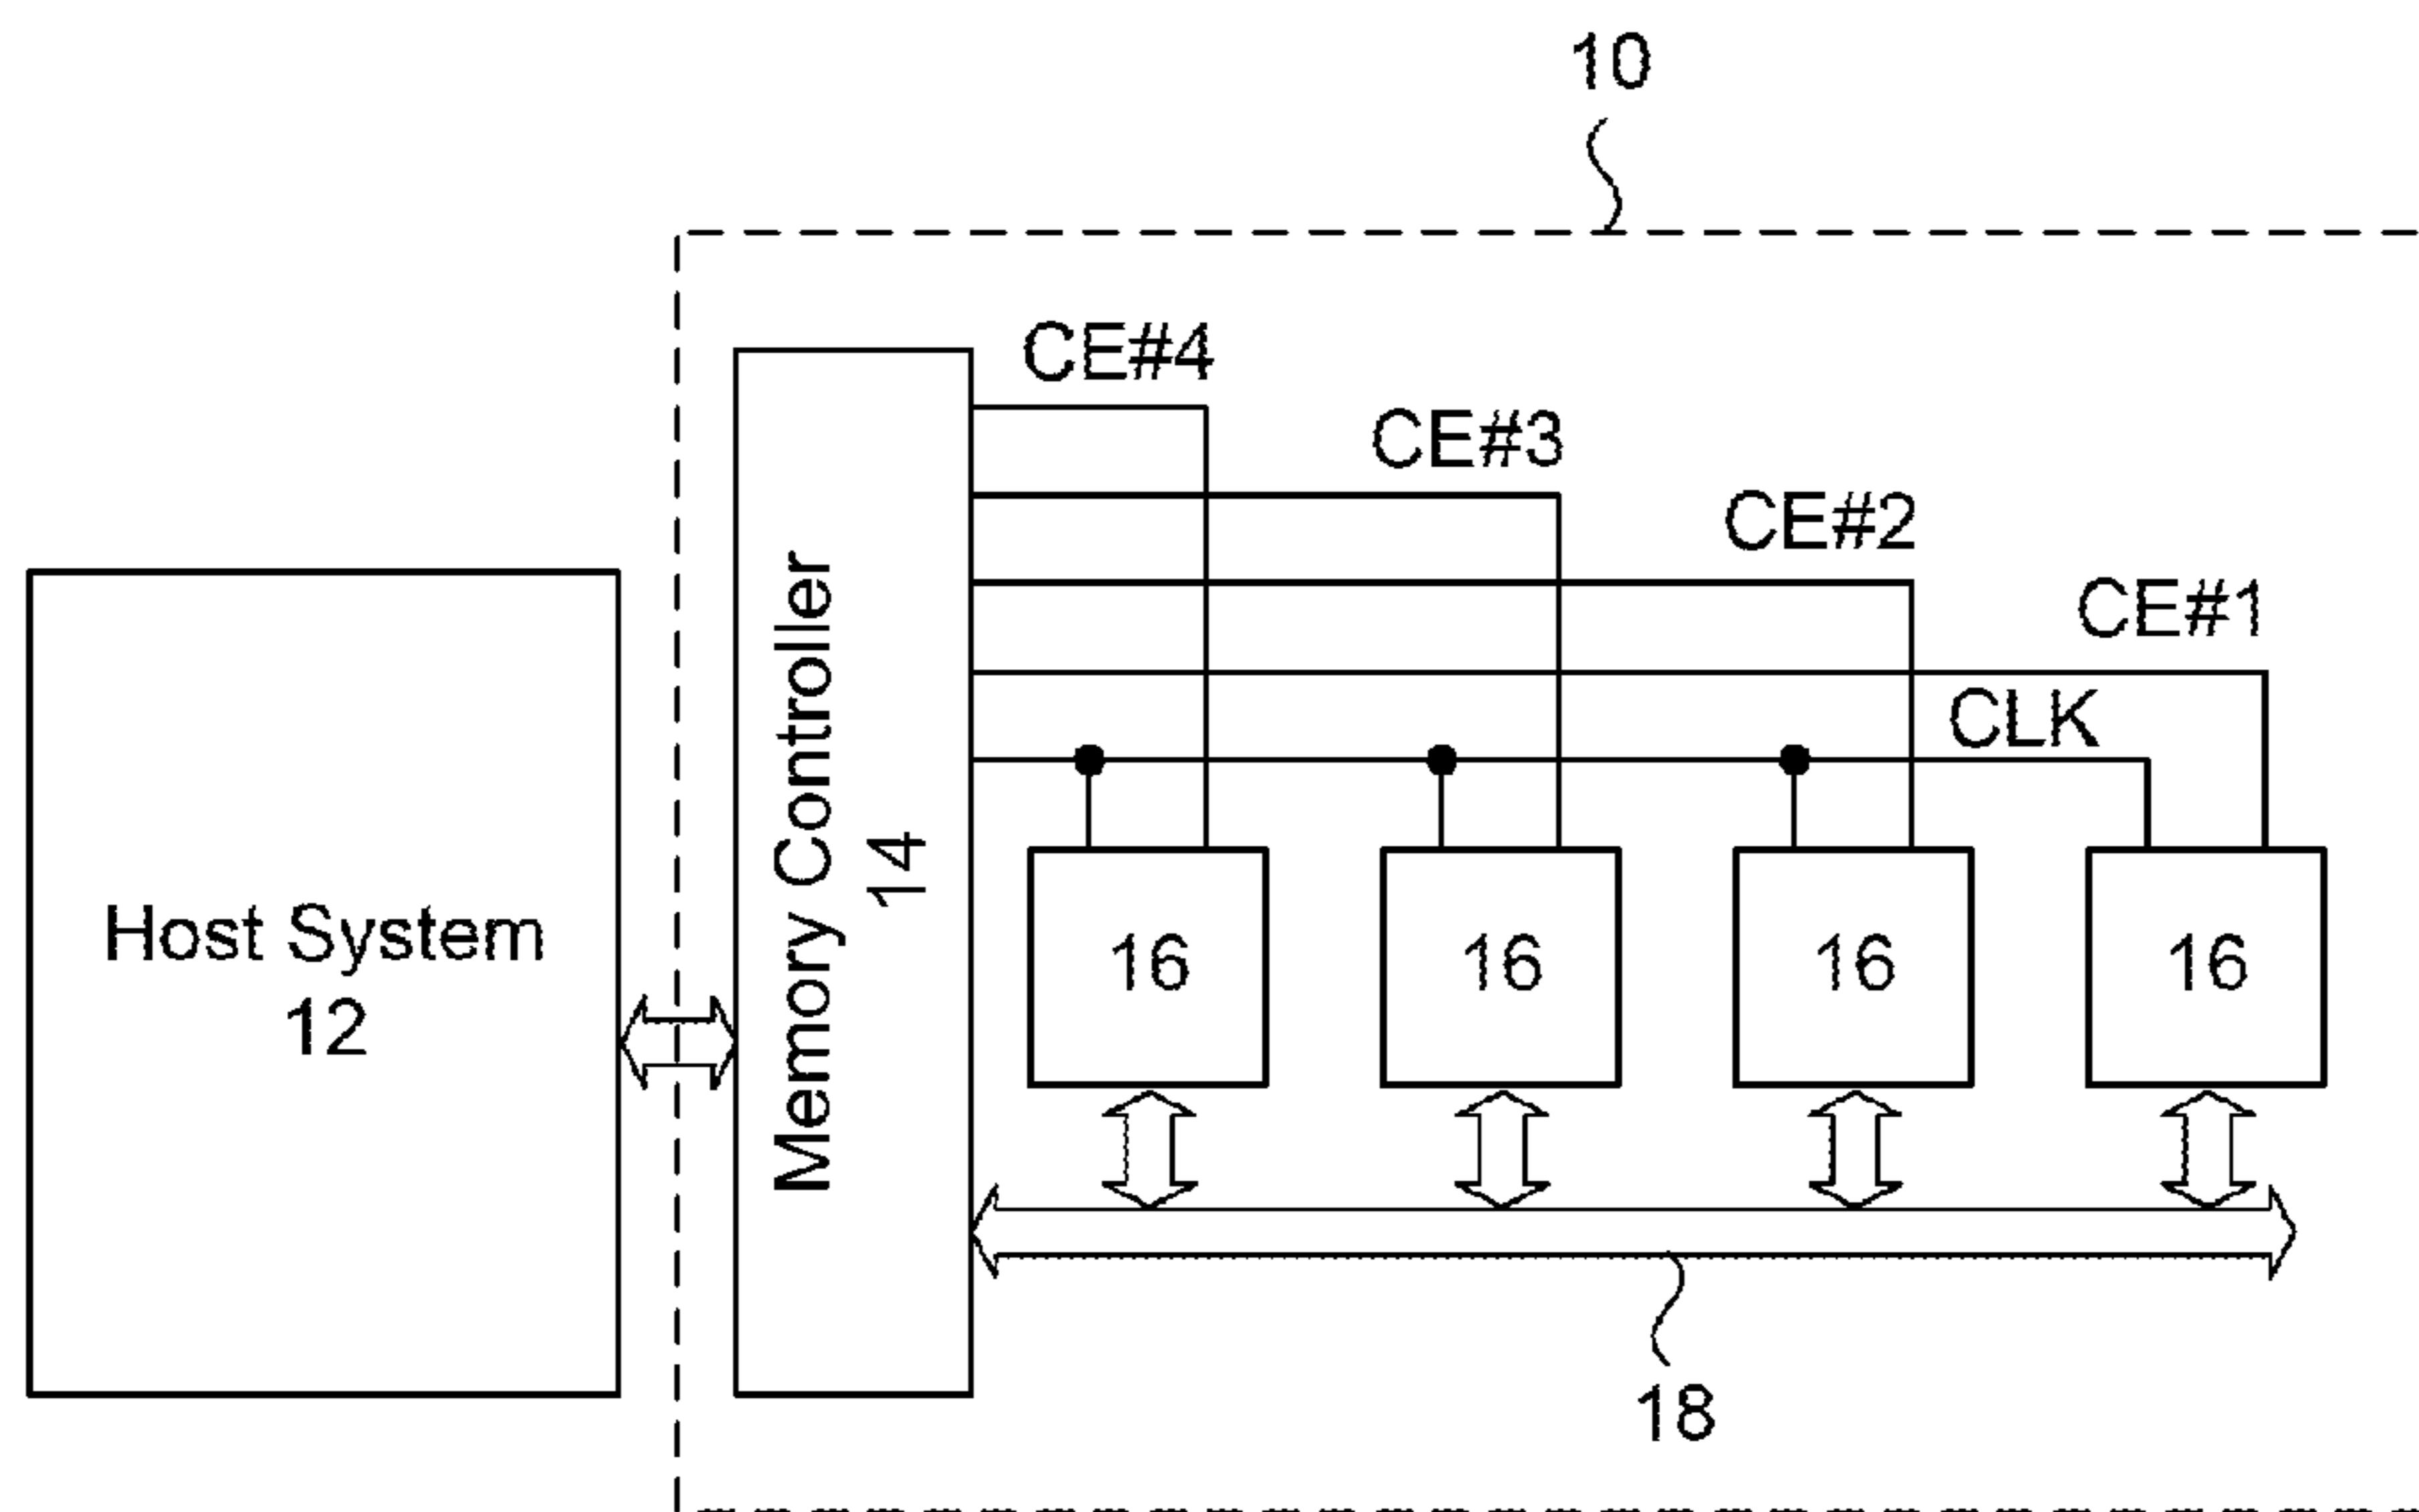 10
CE#4
CE#3
CE#2
CE#1
CLK
Memory Controller
14
Host System
12
16
16
16
16
18